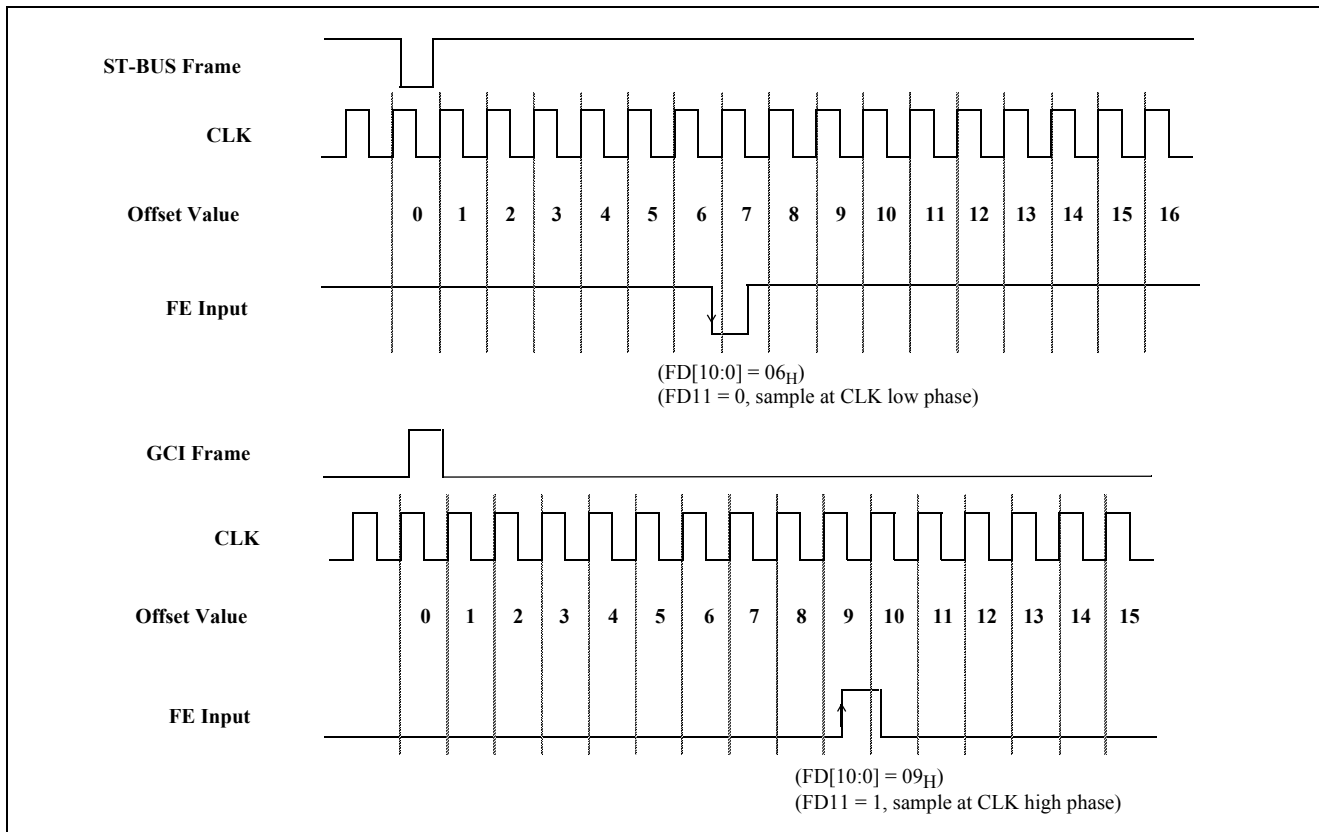 ST-BUS Frame
CLK
Offset Value 0 1 2 3 4 5 6 7 8 9 10 11 12 13 14 15 16
FE Input
(FD[10:0] = 06H)
(FD11 = 0, sample at CLK low phase)
GCI Frame
CLK
Offset Value 0 1 2 3 4 5 6 7 8 9 10 11 12 13 14 15
FE Input
(FD[10:0] = 09H)
(FD11 = 1, sample at CLK high phase)